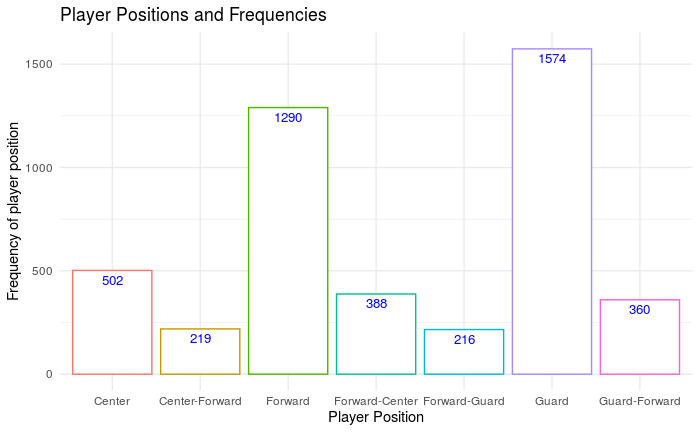 Player Positions and Frequencies
Frequency of player position
1500
1000
500
0
502
219
1290
388
216
1574
360
Center
Center-Forward
Forward
Forward-Center
Forward-Guard
Guard
Guard-Forward
Player Position